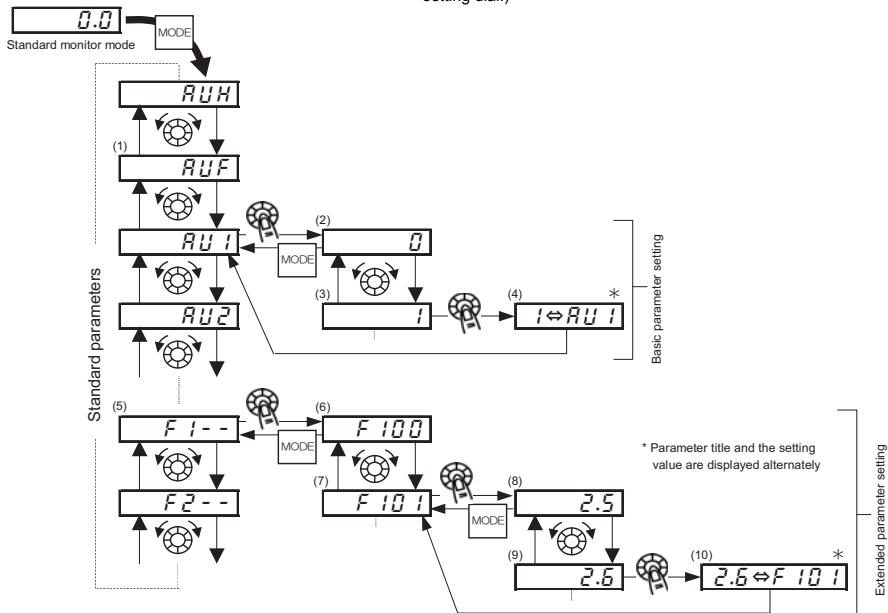 setting dial.)
0.0
MODE
Standard monitor mode
AUH
(1)
AUF
(2)
AU1
0
MODE
(3)
(4)
*
AU2
1
1⇔AU1
Basic parameter setting
Standard parameters
(5)
(6)
F1--
F100
MODE
* Parameter title and the setting
value are displayed alternately
(7)
(8)
F2--
F101
2.5
MODE
(9)
(10)
*
2.6
2.6⇔F101
Extended parameter setting